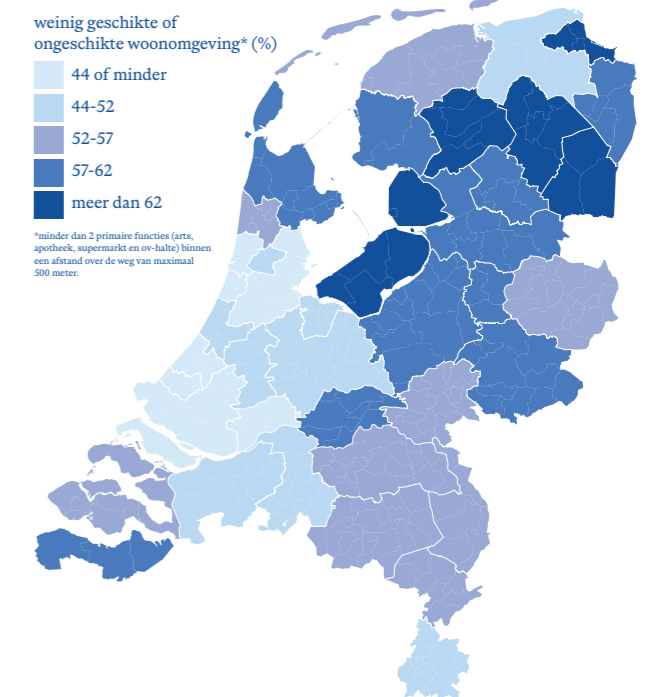 weinig geschikte of
ongeschikte woonomgeving* (%)
44 of minder
44-52
52-57
57-62
meer dan 62
*minder dan 2 primaire functies (arts,
apotheek, supermarkt en ov-halte) binnen
een afstand over de weg van maximaal
500 meter.